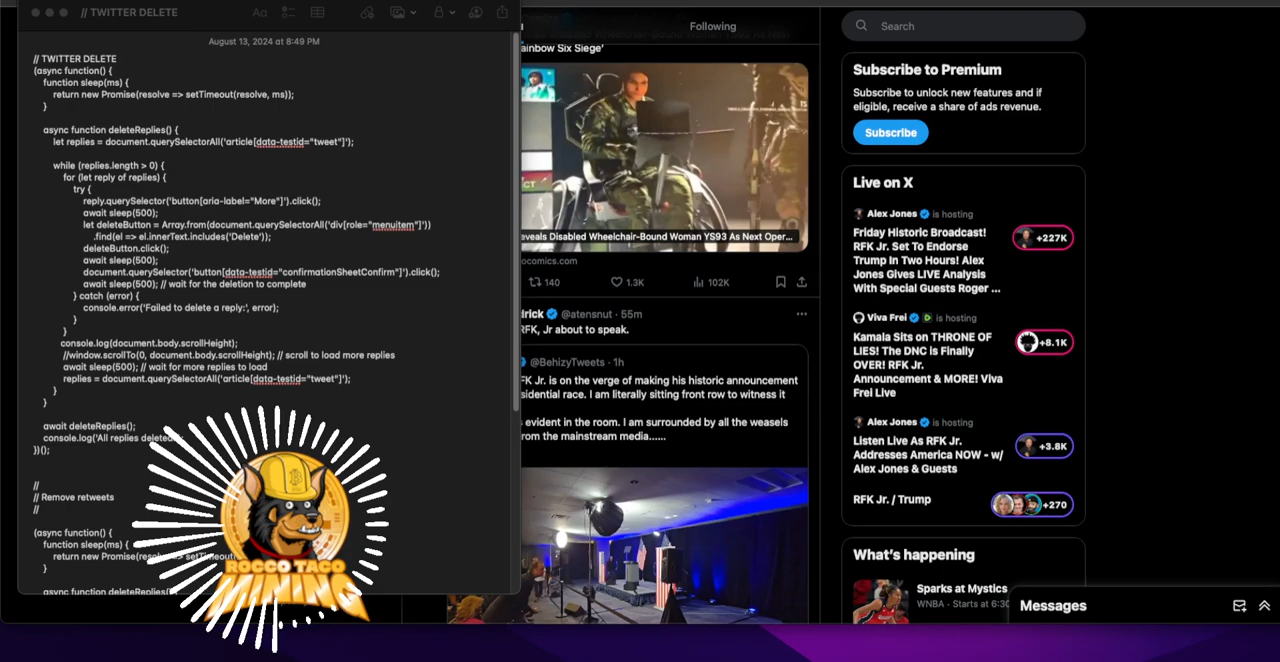 // TWITTER DELETE
Aa
August 13, 2024 at 8:49 PM
// TWITTER DELETE
(async function() {
function sleep(ms) {
return new Promise(resolve => setTimeout(resolve, ms));
}
async function deleteReplies() {
let replies = document.querySelectorAll('article[data-testid="tweet"]');
while (replies.length > 0) {
for (let reply of replies) {
try {
reply.querySelector('button[aria-label="More"]').click();
await sleep(500);
let deleteButton = Array.from(document.querySelectorAll('div[role="menuitem"]'))
.find(el => el.innerText.includes('Delete'));
deleteButton.click();
await sleep(500);
document.querySelector('button[data-testid="confirmationSheetConfirm"]').click();
await sleep(500); // wait for the deletion to complete
} catch (error) {
console.error('Failed to delete a reply:', error);
}
}
console.log(document.body.scrollHeight);
//window.scrollTo(0, document.body.scrollHeight); // scroll to load more replies
await sleep(500); // wait for more replies to load
replies = document.querySelectorAll('article[data-testid="tweet"]');
}
}
await deleteReplies();
console.log('All replies deleted
})();
//
// Remove retweets
//
(async function() {
function sleep(ms) {
return new Promise(resolve => setTimeout(
}
async function deleteReplies
ROCCO TACO
MINING
Following
Disabled Wheelchair-Bound Woman YS93 As
ainbow Six Siege'
eveals Disabled Wheelchair-Bound Woman YS93 As Next Oper...
ocomics.com
140
1.3K
102K
drick @atensnut · 55m
RFK, Jr about to speak.
@BehizyTweets · 1h
FK Jr. is on the verge of making his historic announcement
sidential race. I am literally sitting front row to witness it
s evident in the room. I am surrounded by all the weasels
rom the mainstream media......
Search
Subscribe to Premium
Subscribe to unlock new features and if
eligible, receive a share of ads revenue.
Subscribe
Live on X
Alex Jones is hosting
Friday Historic Broadcast!
RFK Jr. Set To Endorse
Trump In Two Hours! Alex
Jones Gives LIVE Analysis
With Special Guests Roger ...
+227K
Viva Frei is hosting
Kamala Sits on THRONE OF
LIES! The DNC is Finally
OVER! RFK Jr.
Announcement & MORE! Viva
Frei Live
+8.1K
Alex Jones is hosting
Listen Live As RFK Jr.
Addresses America NOW - w/
Alex Jones & Guests
+3.8K
RFK Jr. / Trump
+270
What's happening
Sparks at Mystics
WNBA · Starts at 6:30
Messages